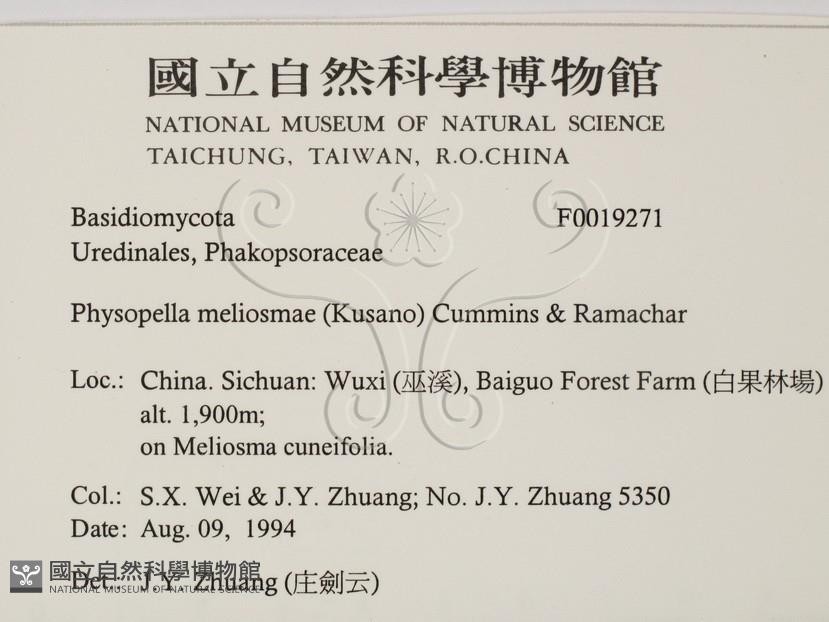 國立自然科學博物館
NATIONAL MUSEUM OF NATURAL SCIENCE
TAICHUNG, TAIWAN, R.O.CHINA
Basidiomycota F0019271
Uredinales, Phakopsoraceae
Physopella meliosmae (Kusano) Cummins & Ramachar
Loc.: China. Sichuan: Wuxi (巫溪), Baiguo Forest Farm (白果林場)
alt. 1,900m;
on Meliosma cuneifolia.
Col.: S.X. Wei & J.Y. Zhuang; No. J.Y. Zhuang 5350
Date: Aug. 09, 1994
Det.: J.Y. Zhuang (庄劍云)
國立自然科學博物館
NATIONAL MUSEUM OF NATURAL SCIENCE